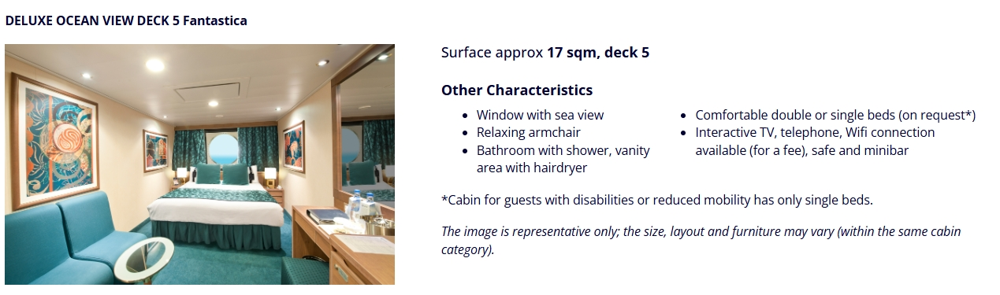 DELUXE OCEAN VIEW DECK 5 Fantastica
Surface approx 17 sqm, deck 5
Other Characteristics
Window with sea view
Relaxing armchair
Bathroom with shower, vanity
area with hairdryer
Comfortable double or single beds (on request*)
Interactive TV, telephone, Wifi connection
available (for a fee), safe and minibar
*Cabin for guests with disabilities or reduced mobility has only single beds.
The image is representative only; the size, layout and furniture may vary (within the same cabin
category).